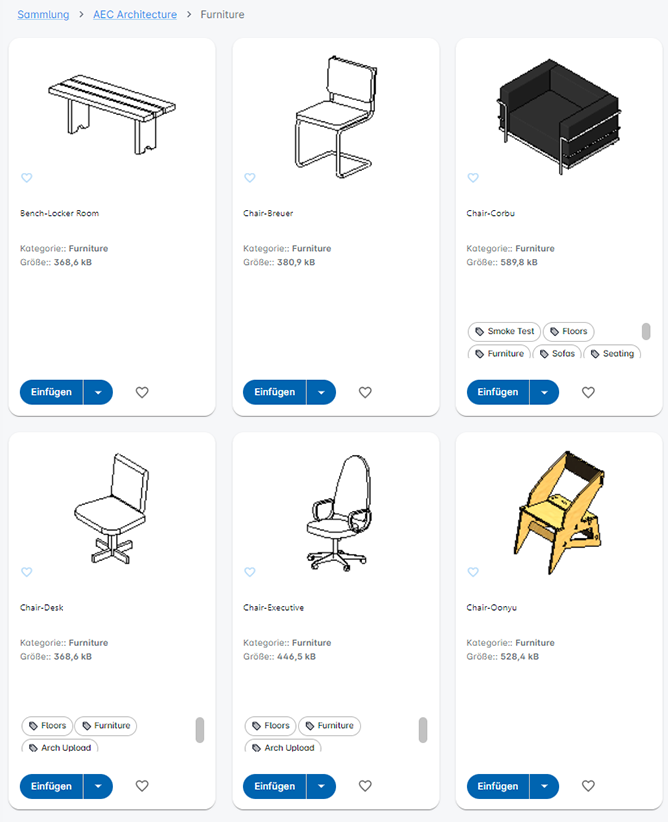 Sammlung > AEC Architecture > Furniture
Bench-Locker Room
Kategorie:: Furniture
Größe:: 368,6 kB
Einfügen
Chair-Breuer
Kategorie:: Furniture
Größe:: 380,9 kB
Einfügen
Chair-Corbu
Kategorie:: Furniture
Größe:: 589,8 kB
Smoke Test Floors
Furniture Sofas Seating
Einfügen
Chair-Desk
Kategorie:: Furniture
Größe:: 368,6 kB
Floors Furniture
Arch Upload
Einfügen
Chair-Executive
Kategorie:: Furniture
Größe:: 446,5 kB
Floors Furniture
Arch Upload
Einfügen
Chair-Oonyu
Kategorie:: Furniture
Größe:: 528,4 kB
Einfügen